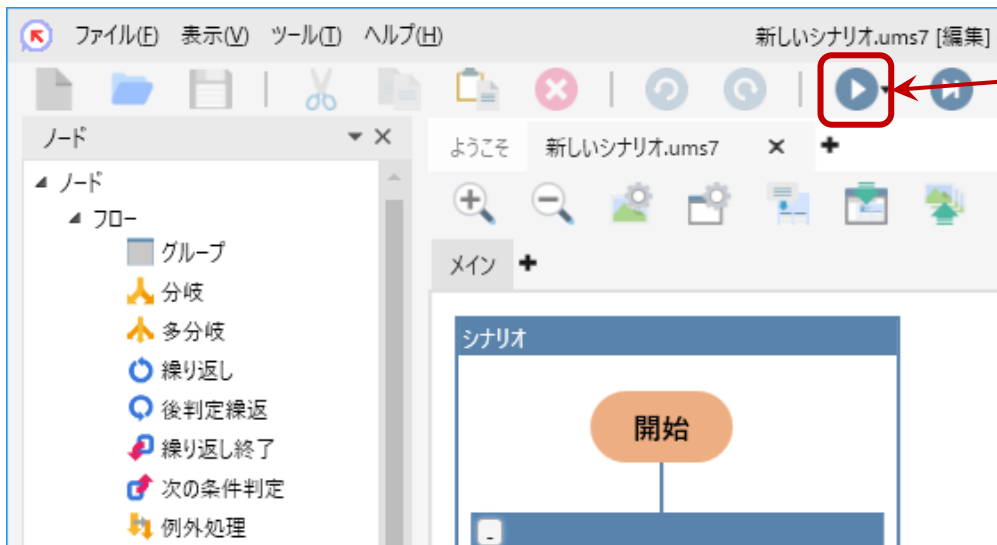 ファイル(F) 表示(V) ツール(T) ヘルプ(H) 新しいシナリオ.ums7 [編集]
ノード
ようこそ 新しいシナリオ.ums7
ノード
フロー
グループ
メイン
分岐
多分岐
シナリオ
繰り返し
後判定繰返
開始
繰り返し終了
次の条件判定
例外処理